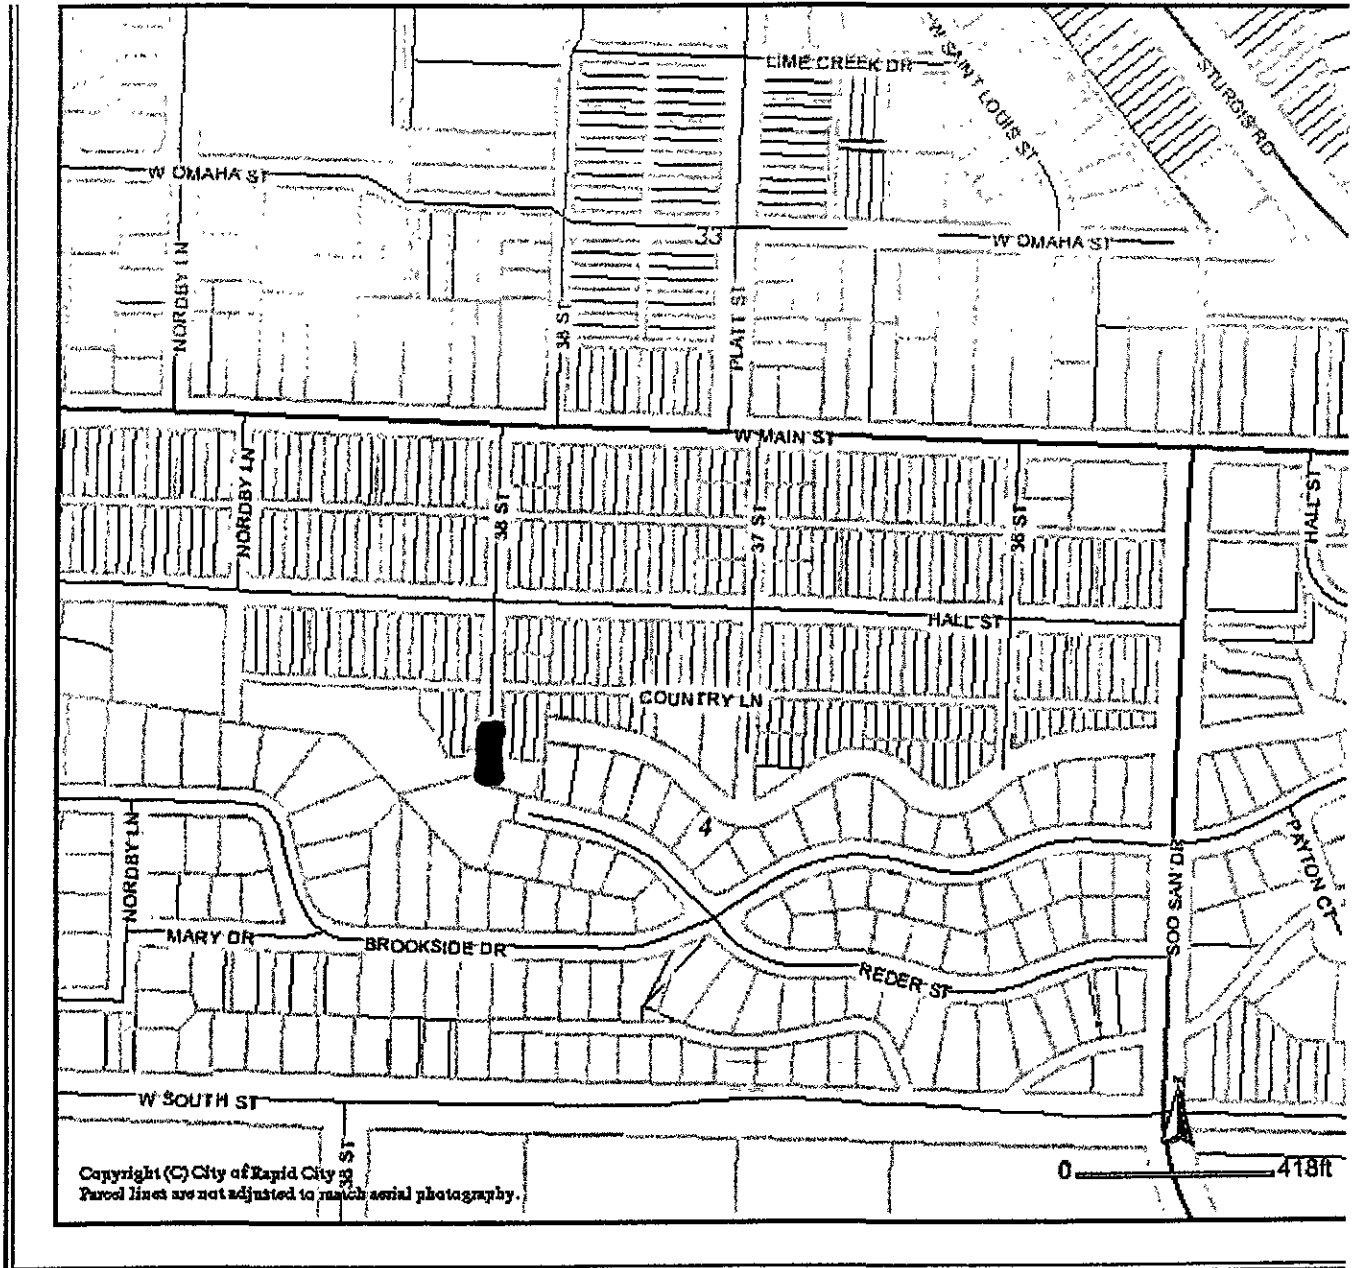 LIME CREEK DR
W SAINT LOUIS ST
STURGIS RD
W OMAHA ST
33
W OMAHA ST
NORDBY LN
38 ST
PLATT ST
W MAIN ST
NORDBY LN
38 ST
37 ST
36 ST
HALL ST
HALL ST
COUNTRY LN
4
NORDBY LN
PAYTON CT
SOO SAN DR
MARY DR
BROOKSIDE DR
REDER ST
W SOUTH ST
38 ST
Copyright (C) City of Rapid City
Parcel lines are not adjusted to match aerial photography.
0 418ft